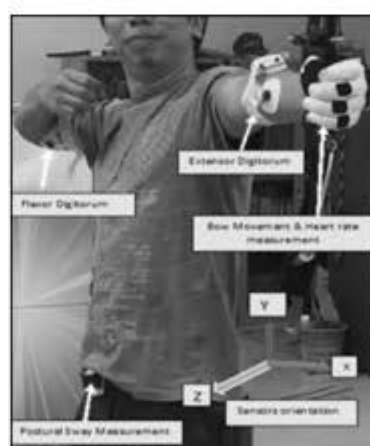 Extensor Digitorum
Flexor Digitorum
Bow Movement & Heart rate
measurement
Y
X
Z
Sensors orientation
Postural Sway Measurement